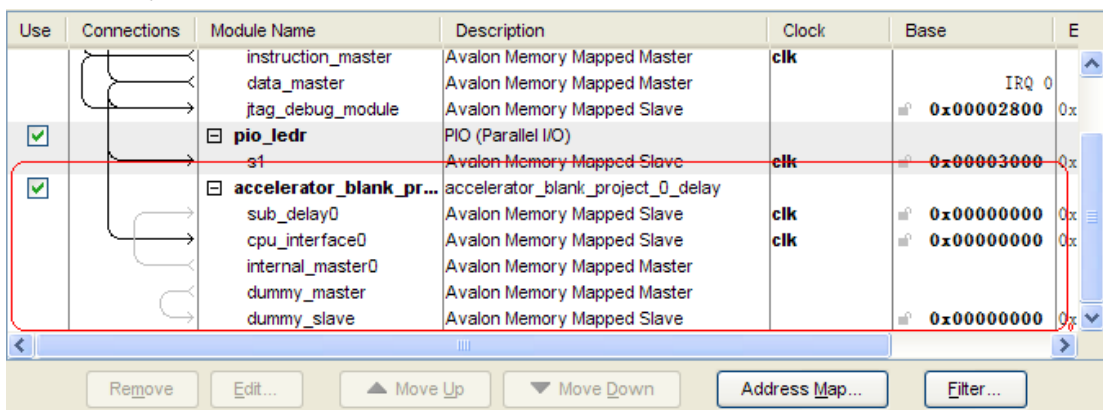 Use Connections Module Name Description Clock Base E
instruction_master Avalon Memory Mapped Master clk
data_master Avalon Memory Mapped Master IRQ 0
jtag_debug_module Avalon Memory Mapped Slave 0x00002800 0x
pio_ledr PIO (Parallel I/O)
s1 Avalon Memory Mapped Slave clk 0x00003000 0x
accelerator_blank_pr... accelerator_blank_project_0_delay
sub_delay0 Avalon Memory Mapped Slave clk 0x00000000 0x
cpu_interface0 Avalon Memory Mapped Slave clk 0x00000000 0x
internal_master0 Avalon Memory Mapped Master
dummy_master Avalon Memory Mapped Master
dummy_slave Avalon Memory Mapped Slave 0x00000000 0x
Remove Edit... Move Up Move Down Address Map... Filter...